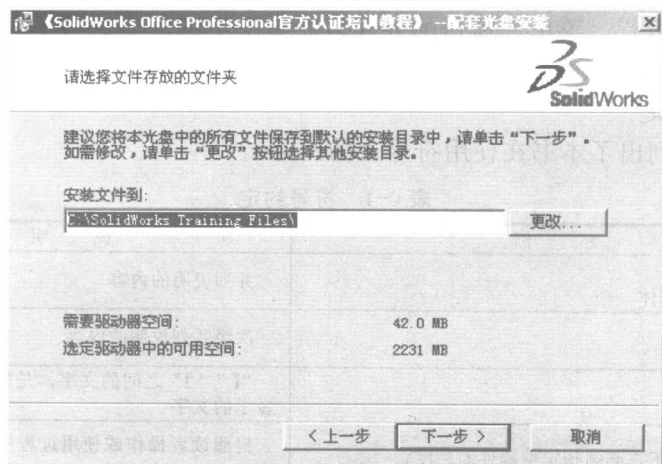 《SolidWorks Office Professional官方认证培训教程》 --配套光盘安装
请选择文件存放的文件夹
SolidWorks
建议您将本光盘中的所有文件保存到默认的安装目录中，请单击“下一步”。
如需修改，请单击“更改”按钮选择其他安装目录。
安装文件到:
:\SolidWorks Training Files\
更改...
需要驱动器空间: 42.0 MB
选定驱动器中的可用空间: 2231 MB
<上一步
下一步 >
取消